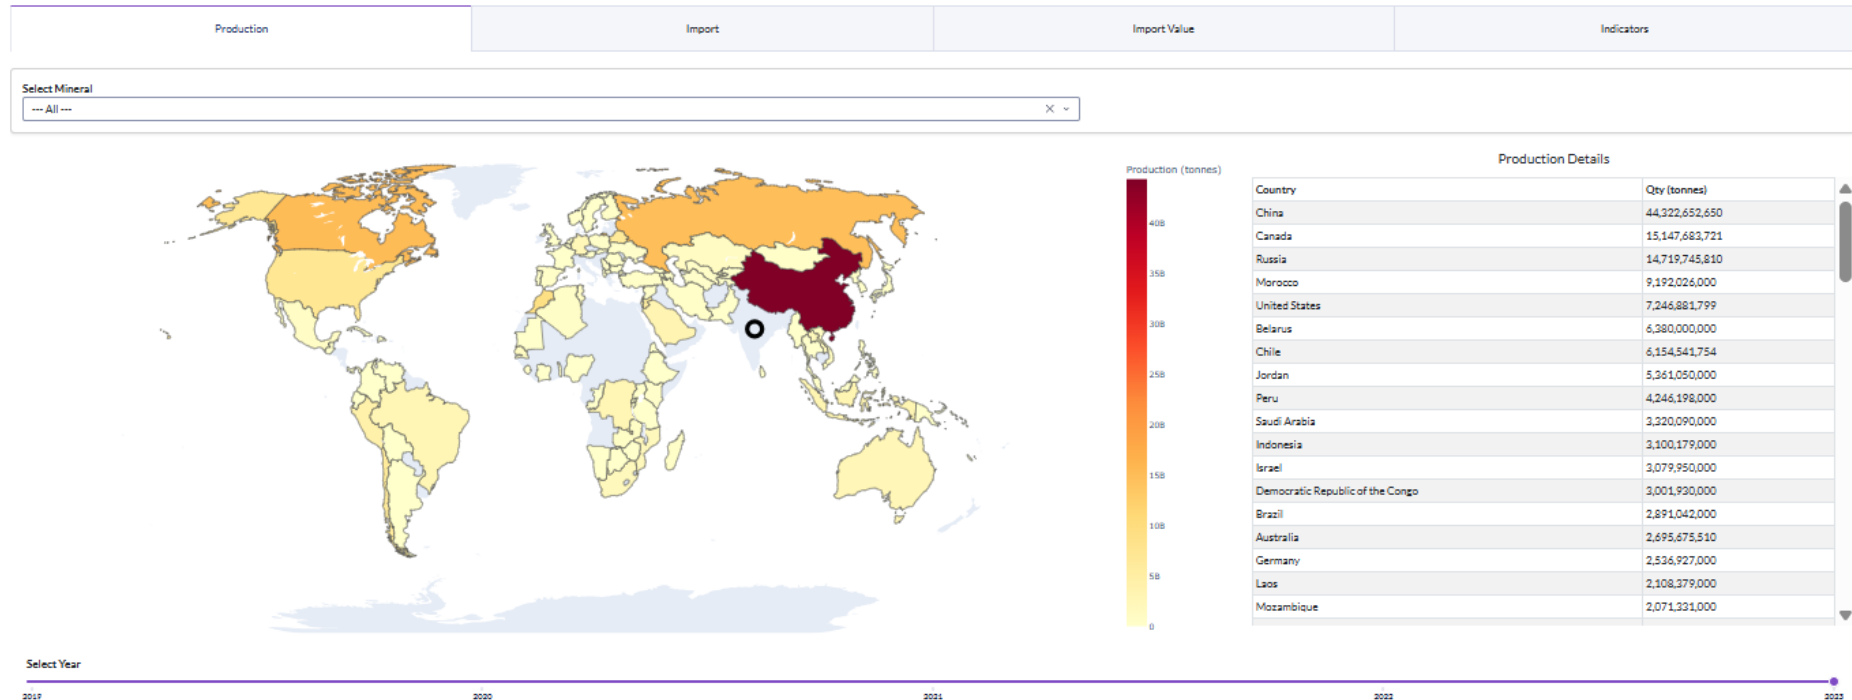 Production Import Import Value Indicators
Select Mineral
--- All ---
Production Details
Production (tonnes)
40B
35B
30B
25B
20B
15B
10B
5B
0
Country Qty (tonnes)
China 44,322,652,650
Canada 15,147,683,721
Russia 14,719,745,810
Morocco 9,192,026,000
United States 7,246,881,799
Belarus 6,380,000,000
Chile 6,154,541,754
Jordan 5,361,050,000
Peru 4,246,198,000
Saudi Arabia 3,320,090,000
Indonesia 3,100,179,000
Israel 3,079,950,000
Democratic Republic of the Congo 3,001,930,000
Brazil 2,891,042,000
Australia 2,695,675,510
Germany 2,536,927,000
Laos 2,108,379,000
Mozambique 2,071,331,000
Select Year
2019 2020 2021 2022 2023